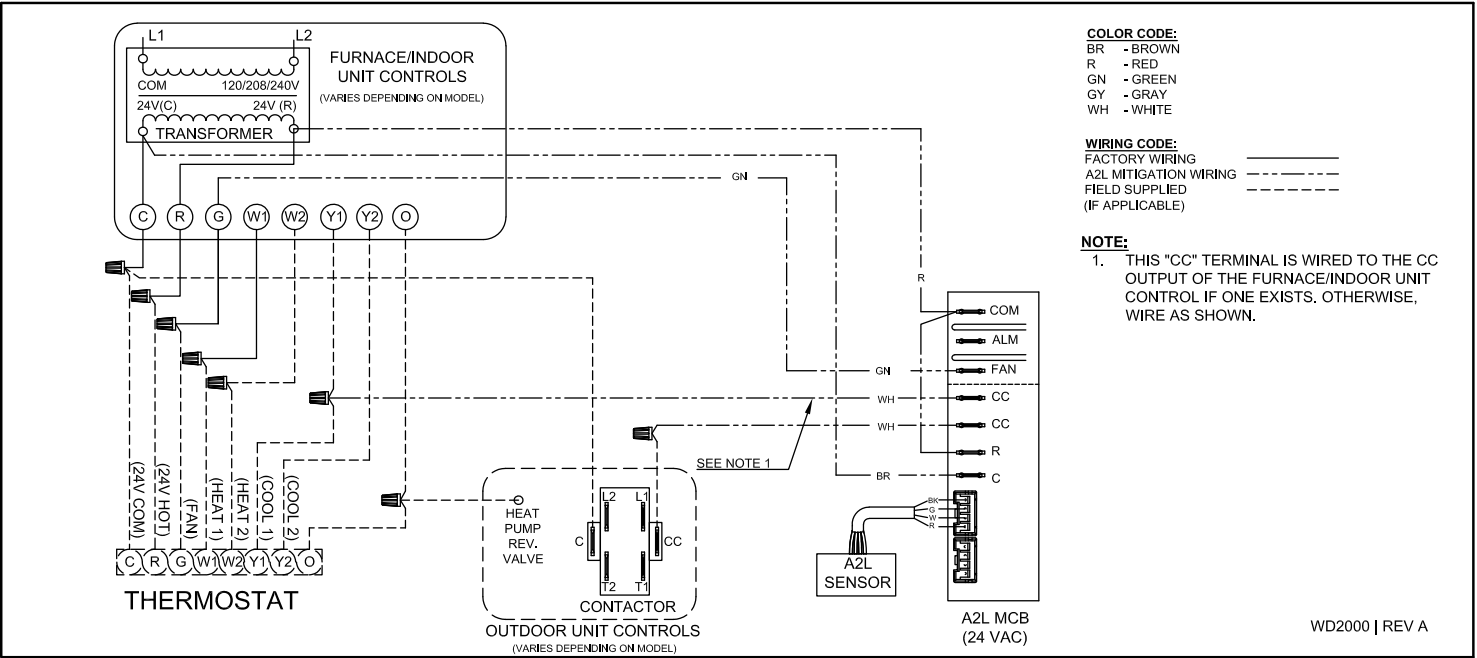 L1
L2
FURNACE/INDOOR
UNIT CONTROLS
(VARIES DEPENDING ON MODEL)
COM
120/208/240V
24V(C)
24V (R)
TRANSFORMER
GN
C
R
G
W1
W2
Y1
Y2
O
COLOR CODE:
BR - BROWN
R - RED
GN - GREEN
GY - GRAY
WH - WHITE
WIRING CODE:
FACTORY WIRING
A2L MITIGATION WIRING
FIELD SUPPLIED
(IF APPLICABLE)
NOTE:
1. THIS "CC" TERMINAL IS WIRED TO THE CC
OUTPUT OF THE FURNACE/INDOOR UNIT
CONTROL IF ONE EXISTS. OTHERWISE,
WIRE AS SHOWN.
R
COM
ALM
GN
FAN
WH
CC
WH
CC
R
BR
C
SEE NOTE 1
BK
G
W
R
A2L
SENSOR
A2L MCB
(24 VAC)
(24V COM)
(24V HOT)
(FAN)
(HEAT 1)
(HEAT 2)
(COOL 1)
(COOL 2)
C
R
G
W1
W2
Y1
Y2
O
THERMOSTAT
HEAT
PUMP
REV.
VALVE
L2
L1
C
CC
T2
T1
CONTACTOR
OUTDOOR UNIT CONTROLS
(VARIES DEPENDING ON MODEL)
WD2000 | REV A